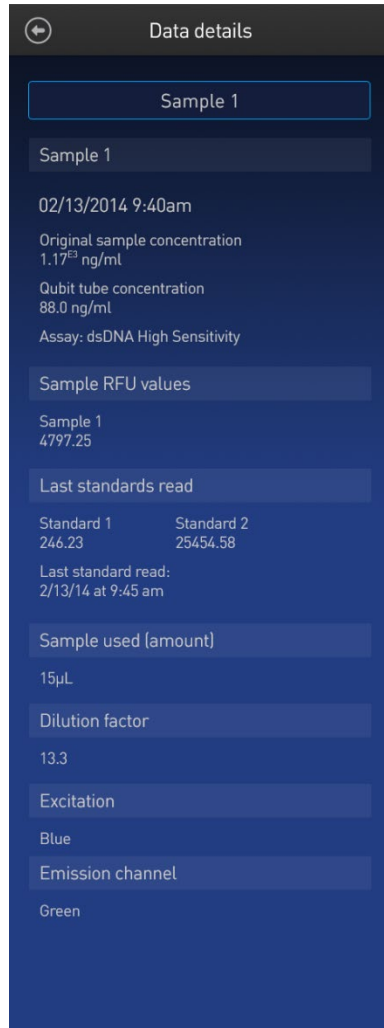 Data details
Sample 1
Sample 1
02/13/2014 9:40am
Original sample concentration
1.17ᴱ³ ng/ml
Qubit tube concentration
88.0 ng/ml
Assay: dsDNA High Sensitivity
Sample RFU values
Sample 1
4797.25
Last standards read
Standard 1 Standard 2
246.23 25454.58
Last standard read:
2/13/14 at 9:45 am
Sample used (amount)
15µL
Dilution factor
13.3
Excitation
Blue
Emission channel
Green